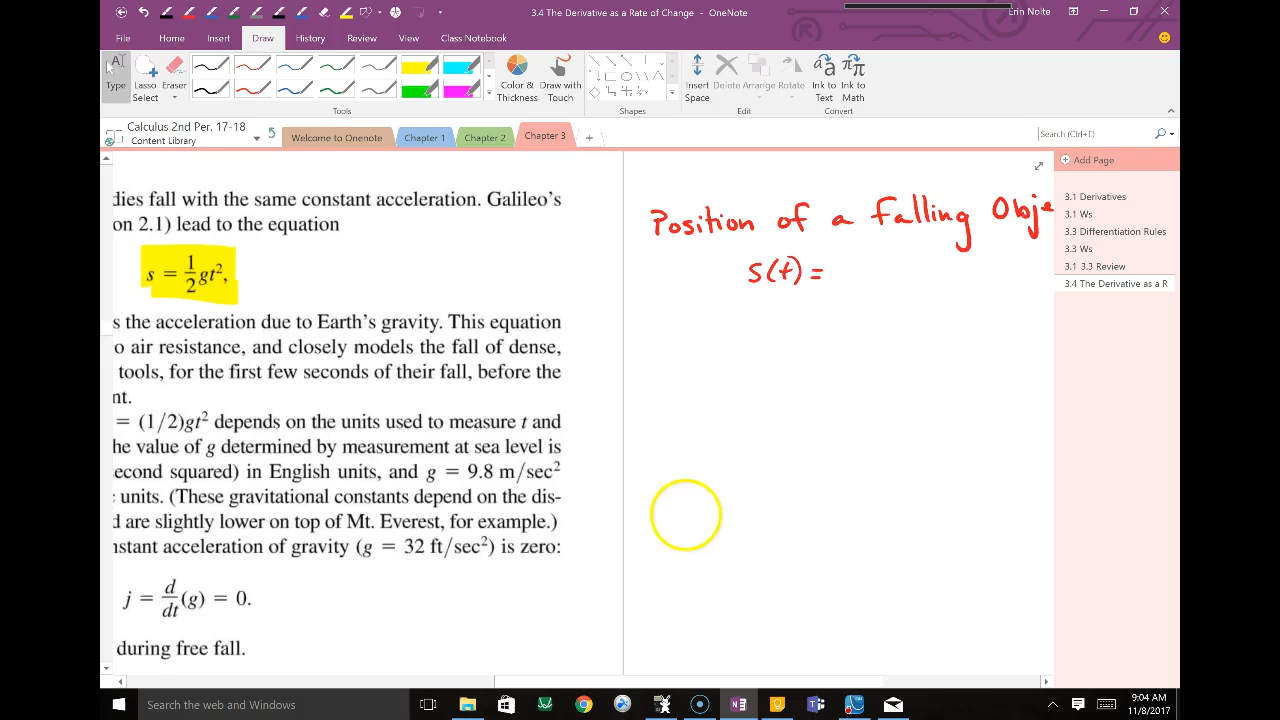 3.4 The Derivative as a Rate of Change - OneNote
Erin Nolte
File Home Insert Draw History Review View Class Notebook
Type
Lasso Select
Eraser
Color & Thickness
Draw with Touch
Insert Space
Delete
Arrange
Rotate
Ink to Text
Ink to Math
Tools
Shapes
Edit
Convert
Calculus 2nd Per. 17-18
Content Library
Welcome to Onenote
Chapter 1
Chapter 2
Chapter 3
Search (Ctrl+E)
Add Page
3.1 Derivatives
3.1 Ws
3.3 Differentiation Rules
3.3 Ws
3.1 3.3 Review
3.4 The Derivative as a R
dies fall with the same constant acceleration. Galileo's
on 2.1) lead to the equation
s = 1/2 gt²,
s the acceleration due to Earth's gravity. This equation
o air resistance, and closely models the fall of dense,
tools, for the first few seconds of their fall, before the
nt.
= (1/2)gt² depends on the units used to measure t and
he value of g determined by measurement at sea level is
econd squared) in English units, and g = 9.8 m/sec²
units. (These gravitational constants depend on the dis-
d are slightly lower on top of Mt. Everest, for example.)
nstant acceleration of gravity (g = 32 ft/sec²) is zero:
j = d/dt (g) = 0.
during free fall.
Position of a Falling Obje
s(t) =
Search the web and Windows
9:04 AM
11/8/2017